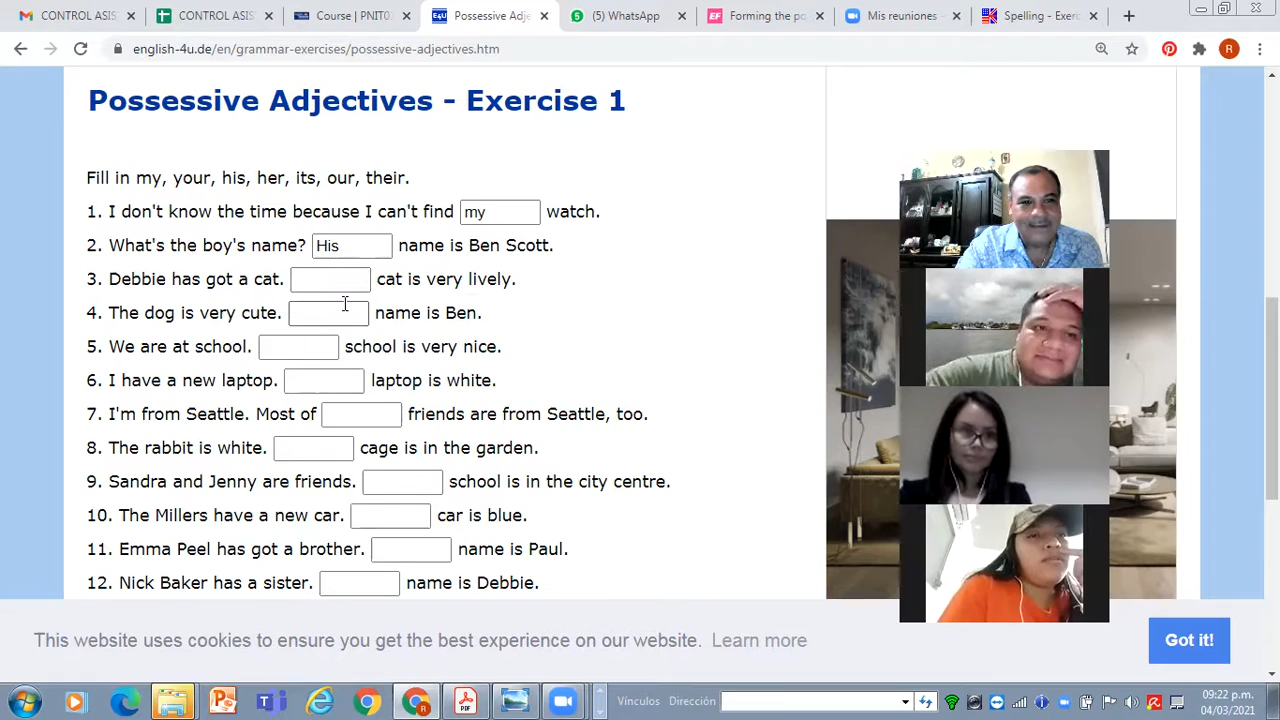 CONTROL ASIS
CONTROL ASIS
Course | PNIT0
Possessive Adje
(5) WhatsApp
Forming the po
Mis reuniones -
Spelling - Exerc
english-4u.de/en/grammar-exercises/possessive-adjectives.htm
Possessive Adjectives - Exercise 1
Fill in my, your, his, her, its, our, their.
1. I don't know the time because I can't find my watch.
2. What's the boy's name? His name is Ben Scott.
3. Debbie has got a cat. cat is very lively.
4. The dog is very cute. name is Ben.
5. We are at school. school is very nice.
6. I have a new laptop. laptop is white.
7. I'm from Seattle. Most of friends are from Seattle, too.
8. The rabbit is white. cage is in the garden.
9. Sandra and Jenny are friends. school is in the city centre.
10. The Millers have a new car. car is blue.
11. Emma Peel has got a brother. name is Paul.
12. Nick Baker has a sister. name is Debbie.
This website uses cookies to ensure you get the best experience on our website. Learn more
Got it!
Vínculos Dirección
09:22 p.m.
04/03/2021